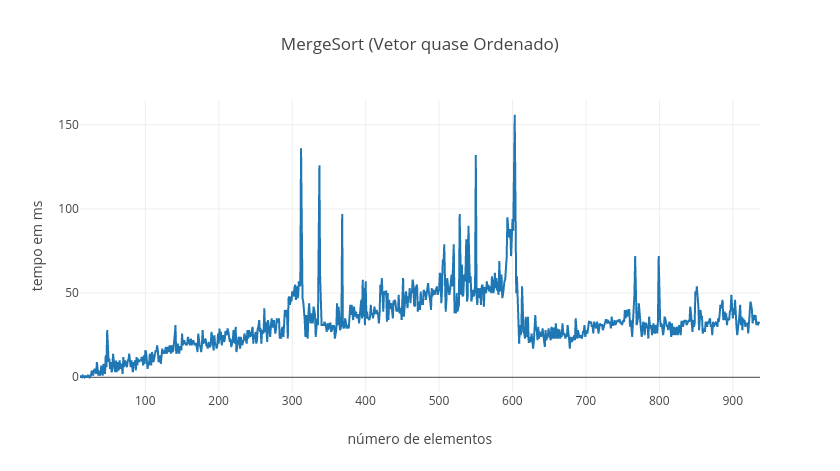 MergeSort (Vetor quase Ordenado)
150
100
50
0
tempo em ms
100 200 300 400 500 600 700 800 900
número de elementos